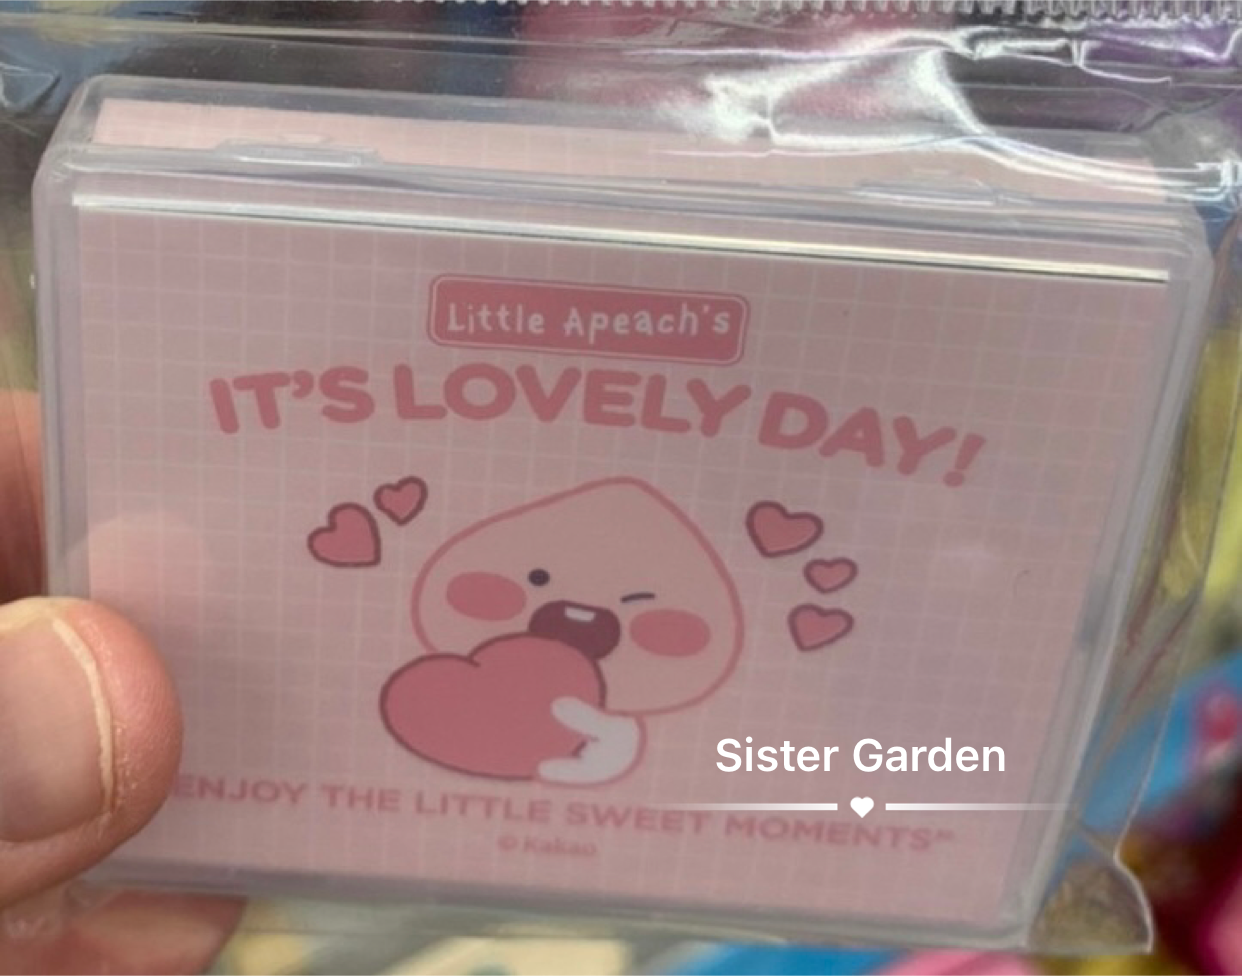 Little Apeach's
IT'S LOVELY DAY!
Sister Garden
ENJOY THE LITTLE SWEET MOMENTS"
© Kakao